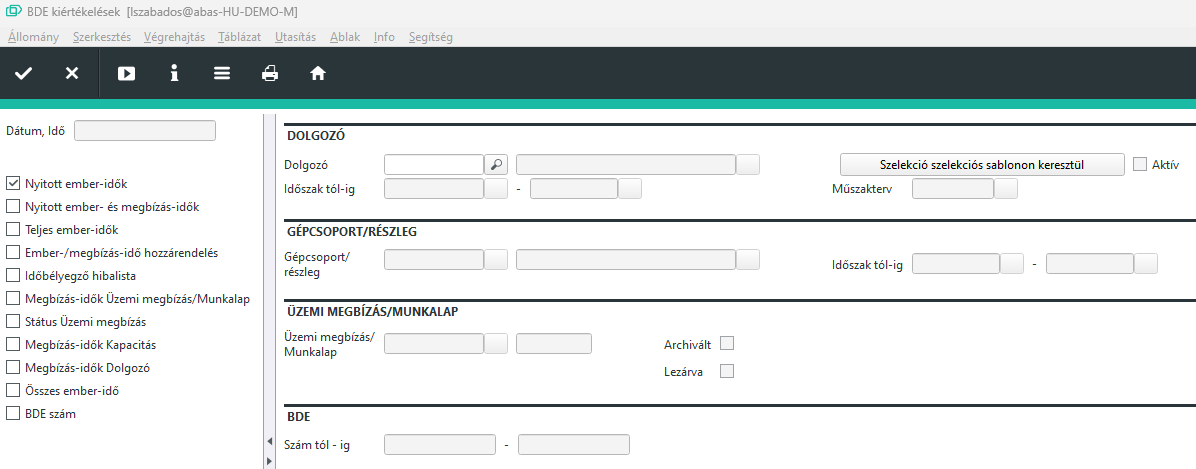 BDE kiértékelések [lszabados@abas-HU-DEMO-M]
Állomány Szerkesztés Végrehajtás Táblázat Utasítás Ablak Info Segítség
Dátum, Idő
Nyitott ember-idők
Nyitott ember- és megbízás-idők
Teljes ember-idők
Ember-/megbízás-idő hozzárendelés
Időbélyegző hibalista
Megbízás-idők Üzemi megbízás/Munkalap
Státus Üzemi megbízás
Megbízás-idők Kapacitás
Megbízás-idők Dolgozó
Összes ember-idő
BDE szám
DOLGOZÓ
Dolgozó
Szelekció szelekciós sablonon keresztül
Aktív
Időszak tól-ig -
Műszakterv
GÉPCSOPORT/RÉSZLEG
Gépcsoport/
részleg
Időszak tól-ig -
ÜZEMI MEGBÍZÁS/MUNKALAP
Üzemi megbízás/
Munkalap
Archivált
Lezárva
BDE
Szám tól - ig -